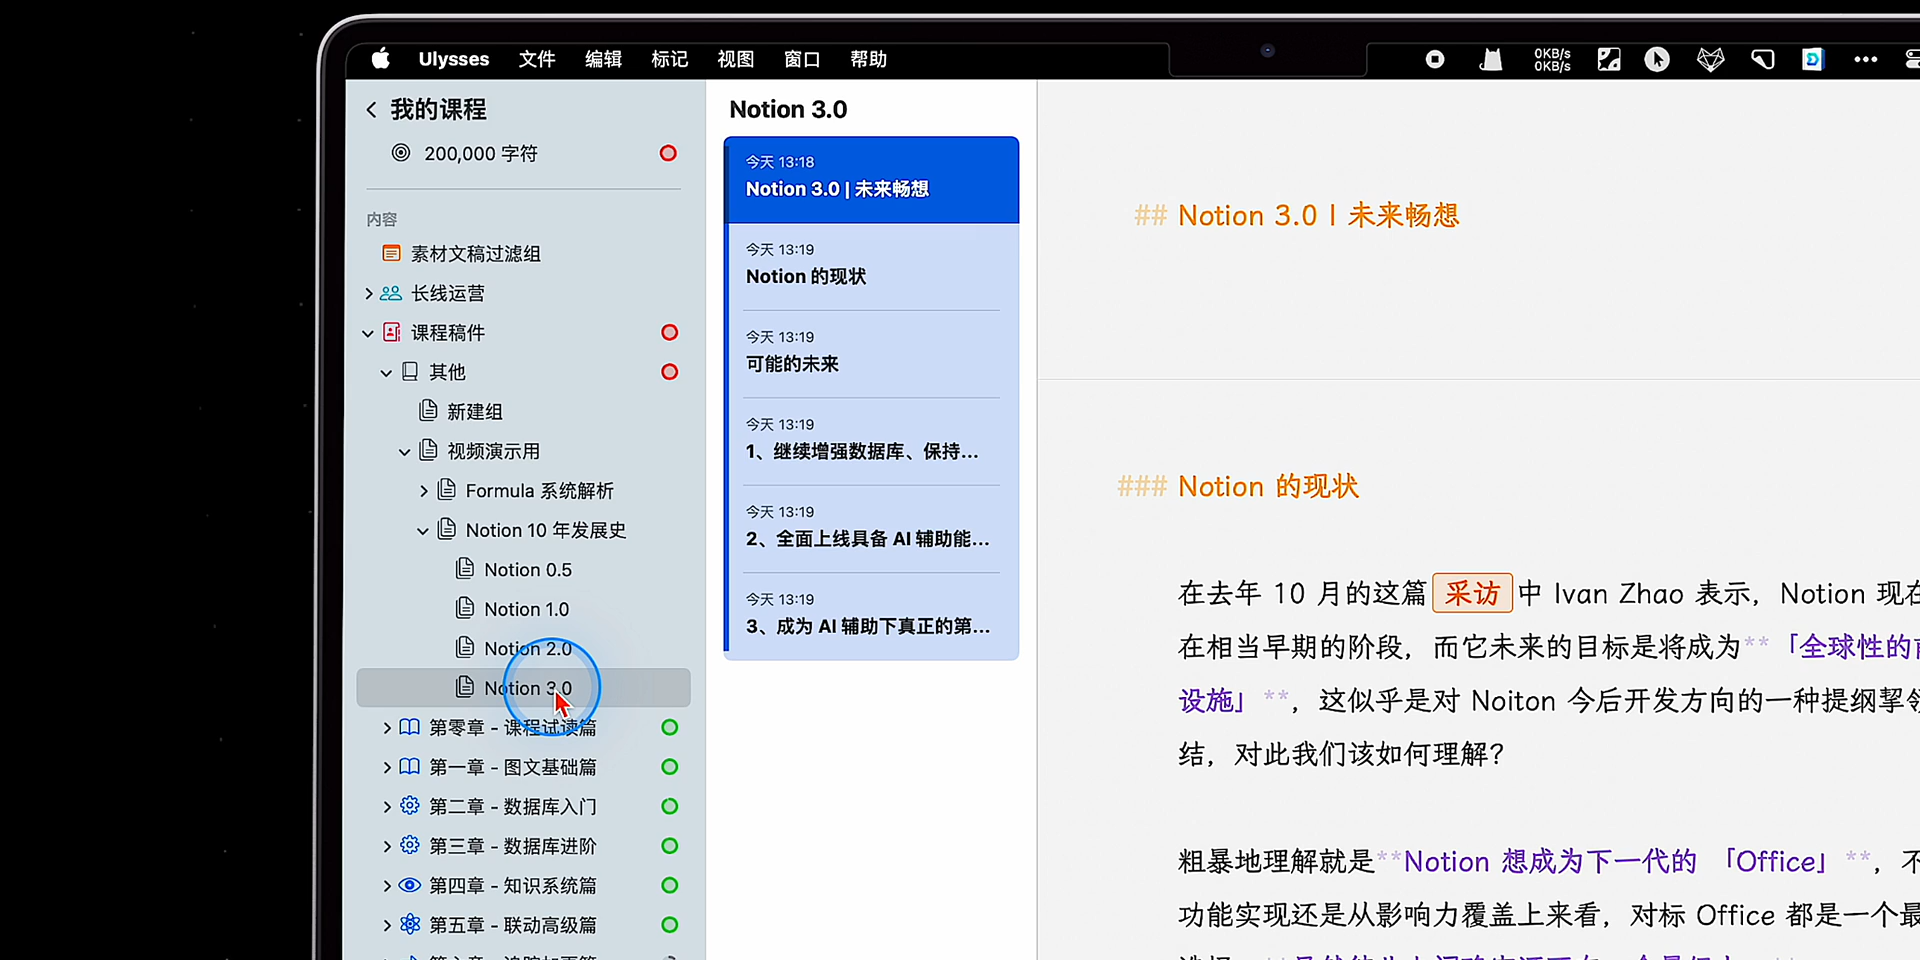 Ulysses 文件 编辑 标记 视图 窗口 帮助
0KB/s
0KB/s
我的课程
200,000 字符
内容
素材文稿过滤组
长线运营
课程稿件
其他
新建组
视频演示用
Formula 系统解析
Notion 10 年发展史
Notion 0.5
Notion 1.0
Notion 2.0
Notion 3.0
第零章 - 课程试读篇
第一章 - 图文基础篇
第二章 - 数据库入门
第三章 - 数据库进阶
第四章 - 知识系统篇
第五章 - 联动高级篇
Notion 3.0
今天 13:18
Notion 3.0 | 未来畅想
今天 13:19
Notion 的现状
今天 13:19
可能的未来
今天 13:19
1、继续增强数据库、保持...
今天 13:19
2、全面上线具备 AI 辅助能...
今天 13:19
3、成为 AI 辅助下真正的第...
## Notion 3.0 | 未来畅想
### Notion 的现状
在去年 10 月的这篇 采访 中 Ivan Zhao 表示，Notion 现在
在相当早期的阶段，而它未来的目标是将成为**「全球性的
设施」**，这似乎是对 Noiton 今后开发方向的一种提纲挈领
结，对此我们该如何理解？
粗暴地理解就是**Notion 想成为下一代的 「Office」**，不
功能实现还是从影响力覆盖上来看，对标 Office 都是一个最